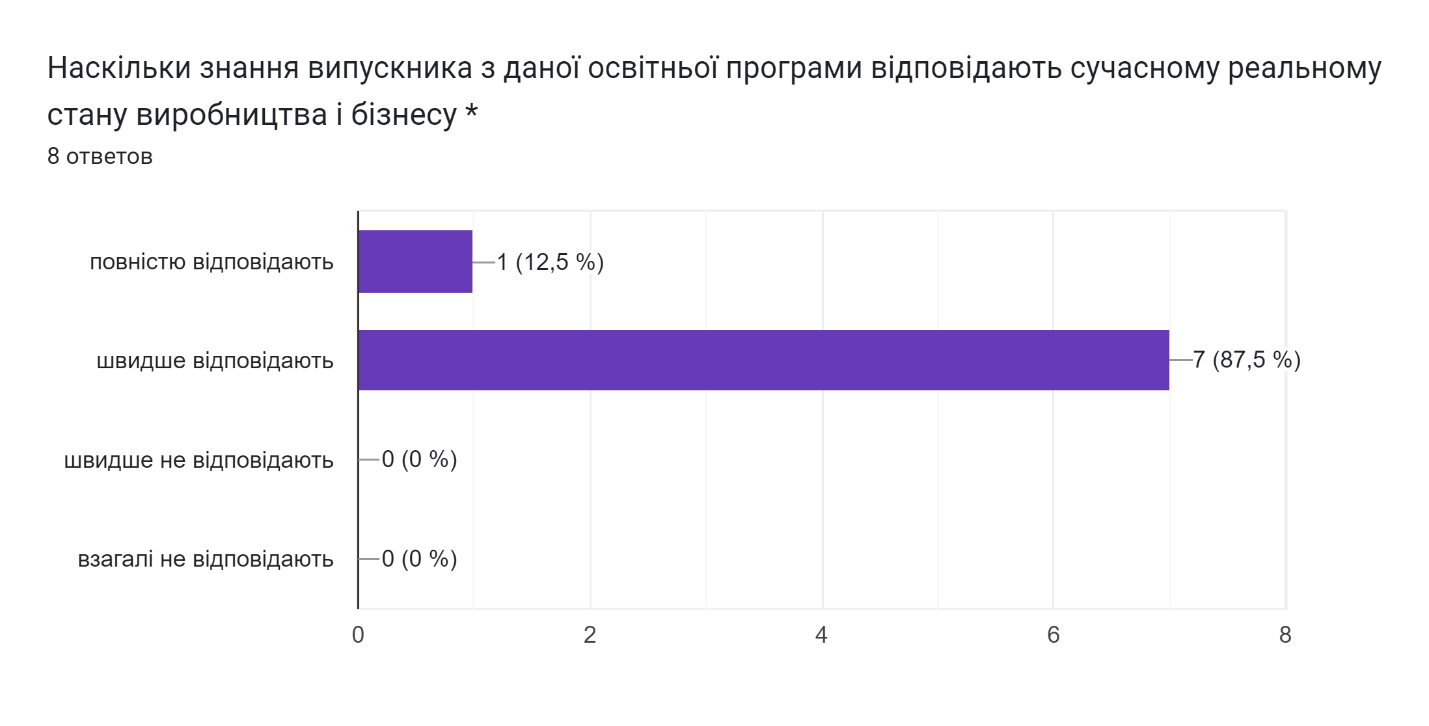 Наскільки знання випускника з даної освітньої програми відповідають сучасному реальному
стану виробництва і бізнесу *
8 ответов
повністю відповідають
1 (12,5 %)
швидше відповідають
7 (87,5 %)
швидше не відповідають
0 (0 %)
взагалі не відповідають
0 (0 %)
0 2 4 6 8